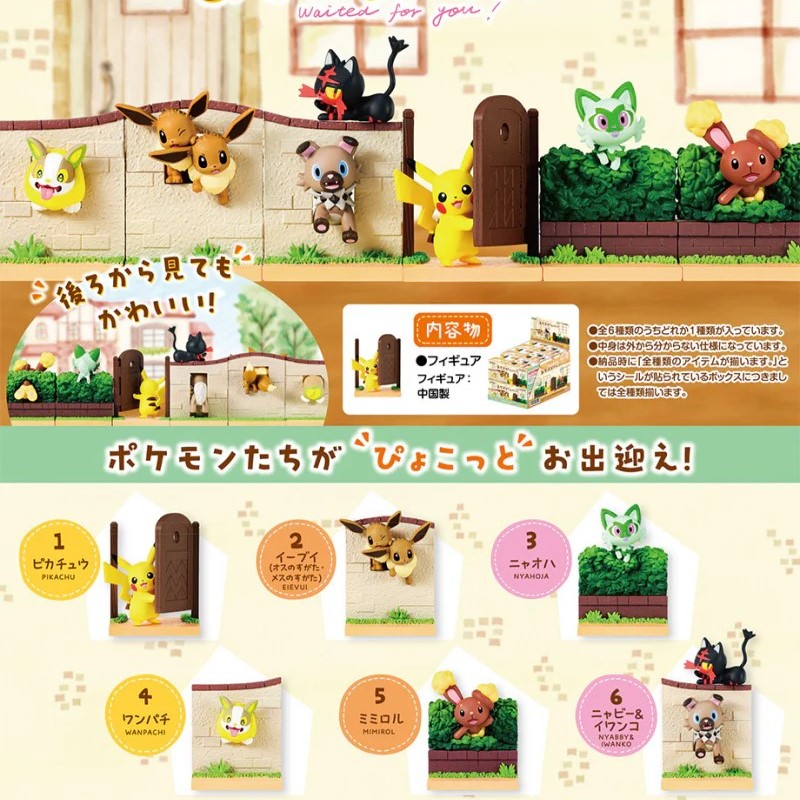 Waited for you!
後ろから見ても
かわいい!
内容物
●フィギュア
フィギュア：
中国製
●全6種類のうちどれか1種類が入っています。
●中身は外から分からない仕様になっています。
●納品時に「全種類のアイテムが揃います。」と
いうシールが貼られているボックスにつきまし
ては全種類揃います。
ポケモンたちが"ぴょこっと"お出迎え!
1
ピカチュウ
PIKACHU
2
イーブイ
(オスのすがた・
メスのすがた)
EIEVUI
3
ニャオハ
NYAHOJA
4
ワンパチ
WANPACHI
5
ミミロル
MIMIROL
6
ニャビー&
イワンコ
NYABBY&
IWANKO